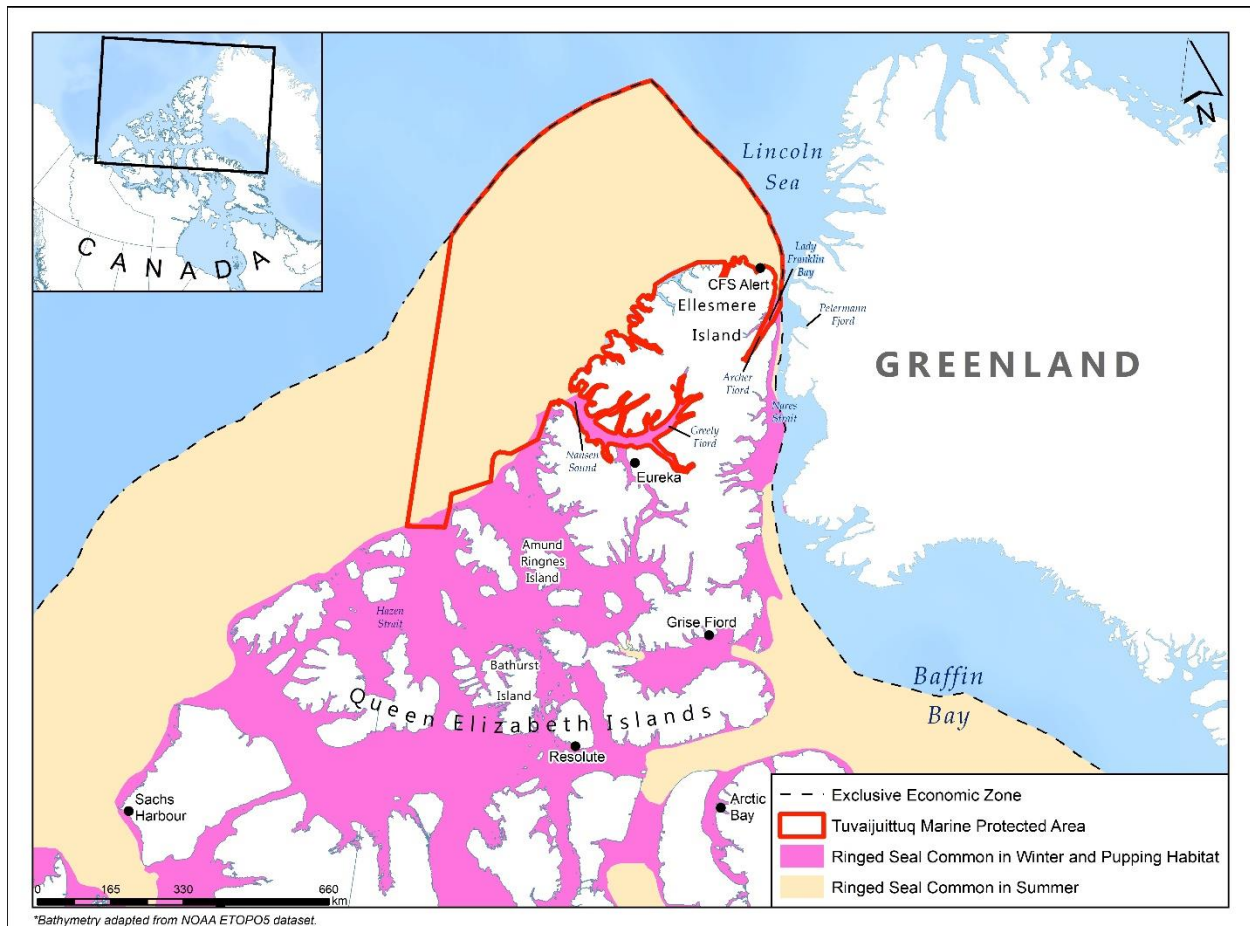 CANADA
N
Lincoln
Sea
Lady
Franklin
Bay
CFS Alert
Ellesmere
Island
Petermann
Fjord
GREENLAND
Archer
Fiord
Nares
Strait
Greely
Fiord
Nansen
Sound
Eureka
Amund
Ringnes
Island
Hazen
Strait
Grise Fiord
Bathurst
Island
Baffin
Bay
Queen Elizabeth Islands
Resolute
Sachs
Harbour
Arctic
Bay
Exclusive Economic Zone
Tuvaijuittuq Marine Protected Area
Ringed Seal Common in Winter and Pupping Habitat
Ringed Seal Common in Summer
0 165 330 660
km
*Bathymetry adapted from NOAA ETOPO5 dataset.